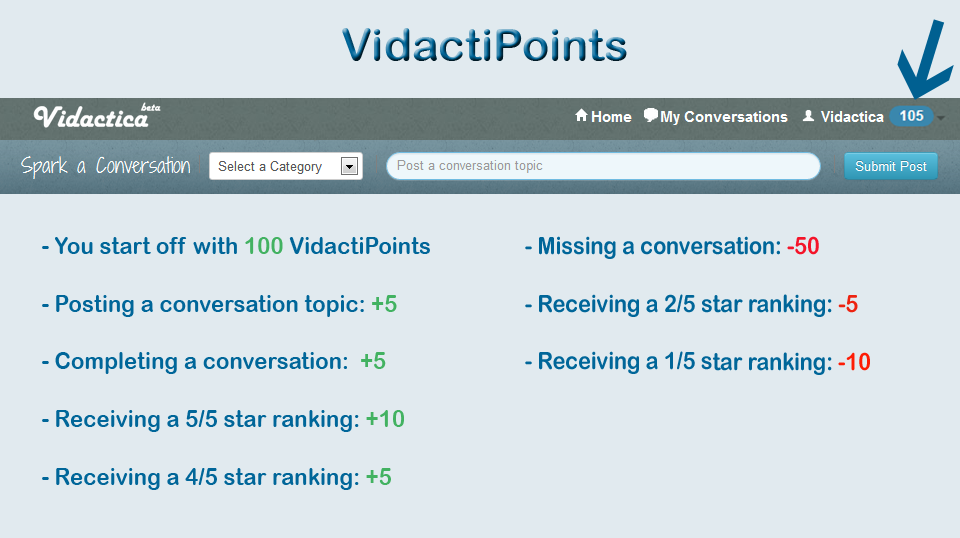 VidactiPoints
Vidactica beta
Home My Conversations Vidactica 105
Spark a Conversation Select a Category Post a conversation topic Submit Post
- You start off with 100 VidactiPoints
- Posting a conversation topic: +5
- Completing a conversation: +5
- Receiving a 5/5 star ranking: +10
- Receiving a 4/5 star ranking: +5
- Missing a conversation: -50
- Receiving a 2/5 star ranking: -5
- Receiving a 1/5 star ranking: -10